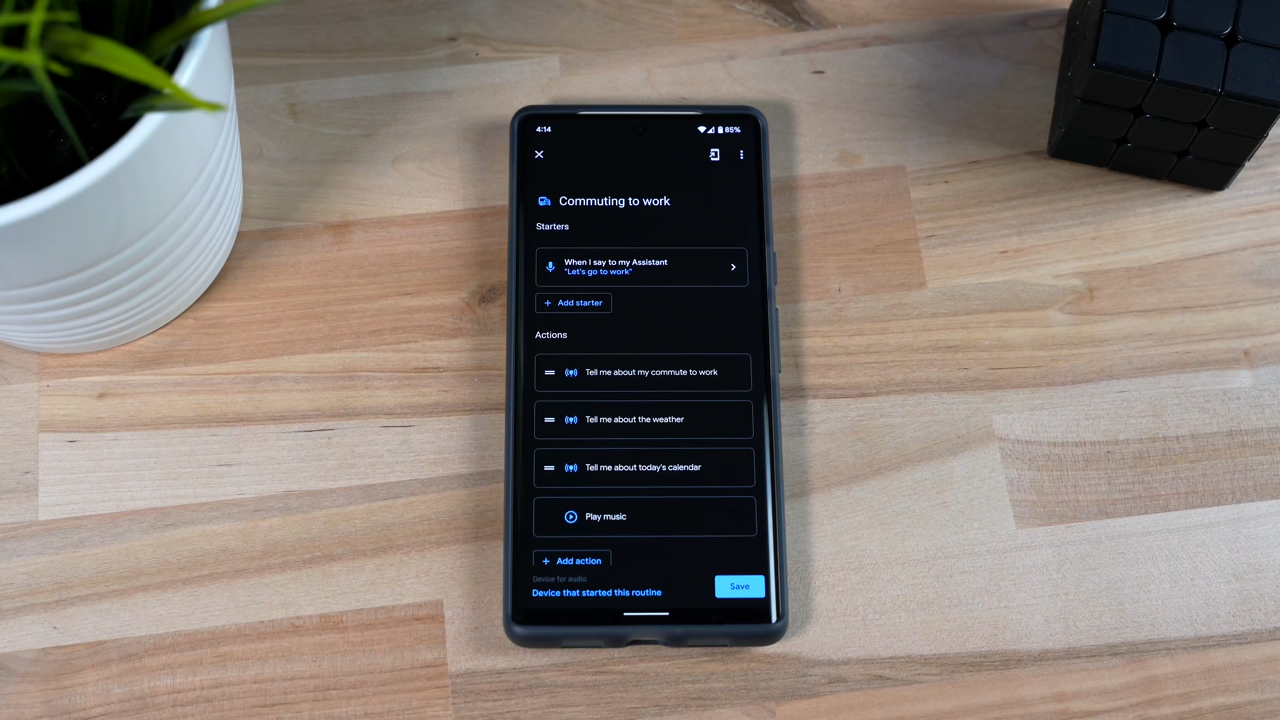 4:14
85%
Commuting to work
Starters
When I say to my Assistant
"Let's go to work"
+ Add starter
Actions
Tell me about my commute to work
Tell me about the weather
Tell me about today's calendar
Play music
+ Add action
Device for audio
Device that started this routine
Save